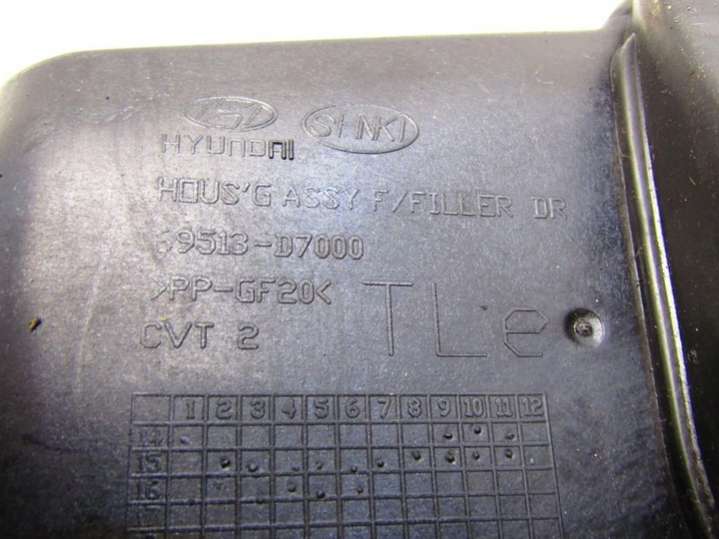 HYUNDAI SHNKI
HOUS'G ASSY F/FILLER DR
69513-D7000
>PP-GF20< TLe
CVT 2
1 2 3 4 5 6 7 8 9 10 11 12
14
15
16